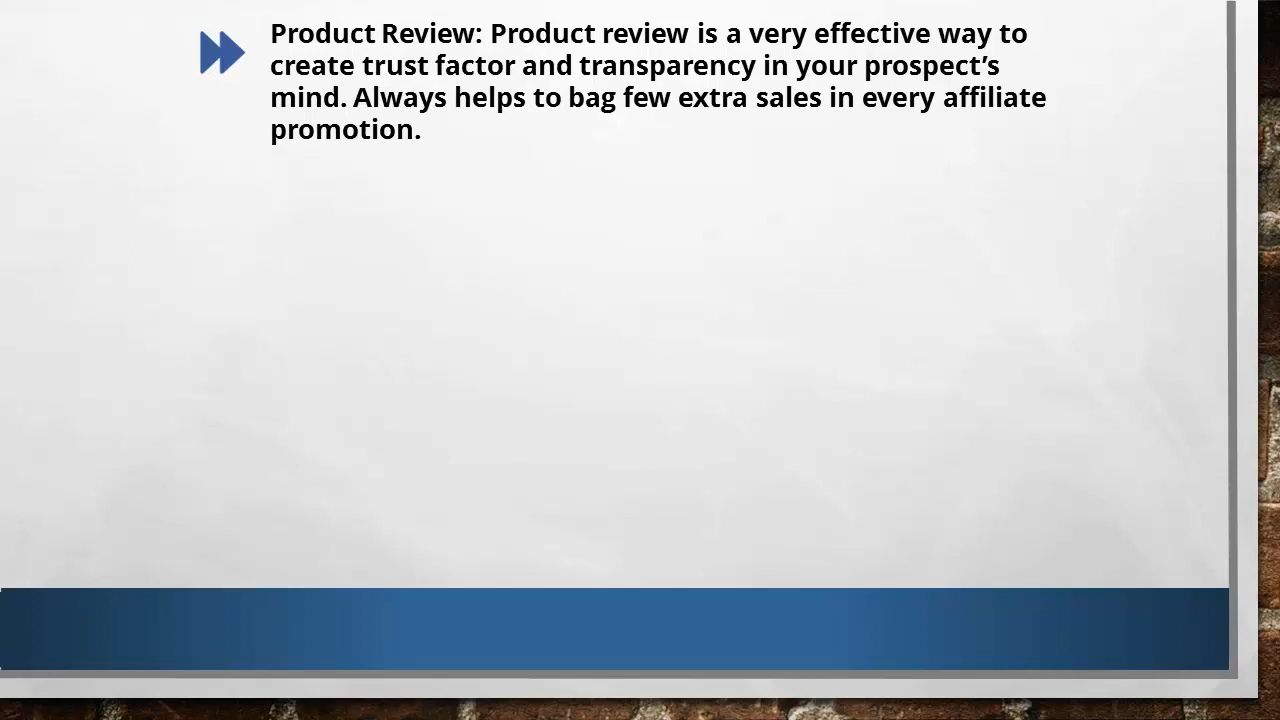 Product Review: Product review is a very effective way to
create trust factor and transparency in your prospect’s
mind. Always helps to bag few extra sales in every affiliate
promotion.